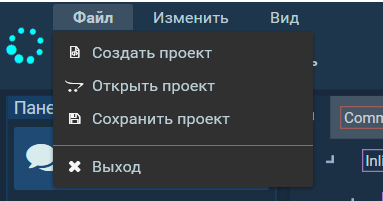 Файл Изменить Вид
Создать проект
Открыть проект
Сохранить проект
Выход